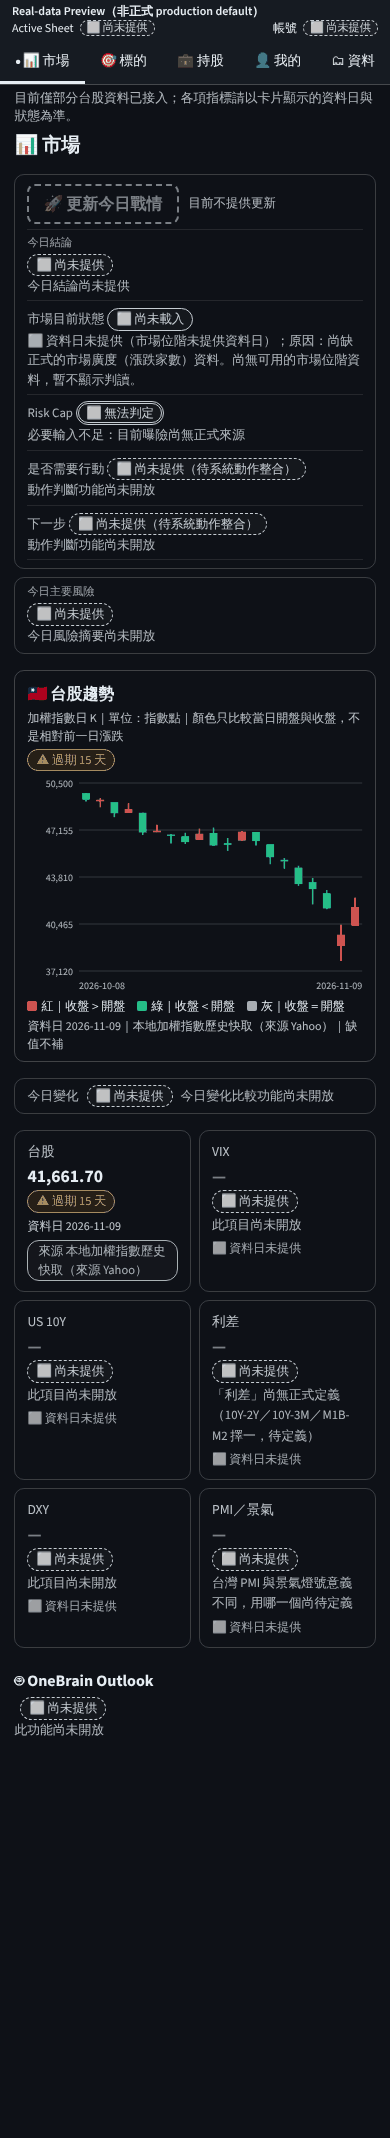 Real-data Preview（非正式 production default）
Active Sheet 尚未提供 帳號 尚未提供
市場 標的 持股 我的 資料
目前僅部分台股資料已接入；各項指標請以卡片顯示的資料日與
狀態為準。
市場
更新今日戰情 目前不提供更新
今日結論
尚未提供
今日結論尚未提供
市場目前狀態 尚未載入
資料日未提供（市場位階未提供資料日）；原因：尚缺
正式的市場廣度（漲跌家數）資料。尚無可用的市場位階資
料，暫不顯示判讀。
Risk Cap 無法判定
必要輸入不足：目前曝險尚無正式來源
是否需要行動 尚未提供（待系統動作整合）
動作判斷功能尚未開放
下一步 尚未提供（待系統動作整合）
動作判斷功能尚未開放
今日主要風險
尚未提供
今日風險摘要尚未開放
台股趨勢
加權指數日 K｜單位：指數點｜顏色只比較當日開盤與收盤，不
是相對前一日漲跌
過期 15 天
50,500
47,155
43,810
40,465
37,120
2026-10-08 2026-11-09
紅｜收盤＞開盤 綠｜收盤＜開盤 灰｜收盤＝開盤
資料日 2026-11-09｜本地加權指數歷史快取（來源 Yahoo）｜缺
值不補
今日變化 尚未提供 今日變化比較功能尚未開放
台股
41,661.70
過期 15 天
資料日 2026-11-09
來源 本地加權指數歷史
快取（來源 Yahoo）
VIX
—
尚未提供
此項目尚未開放
資料日未提供
US 10Y
—
尚未提供
此項目尚未開放
資料日未提供
利差
—
尚未提供
「利差」尚無正式定義
（10Y-2Y／10Y-3M／M1B-
M2 擇一，待定義）
資料日未提供
DXY
—
尚未提供
此項目尚未開放
資料日未提供
PMI／景氣
—
尚未提供
台灣 PMI 與景氣燈號意義
不同，用哪一個尚待定義
資料日未提供
OneBrain Outlook
尚未提供
此功能尚未開放